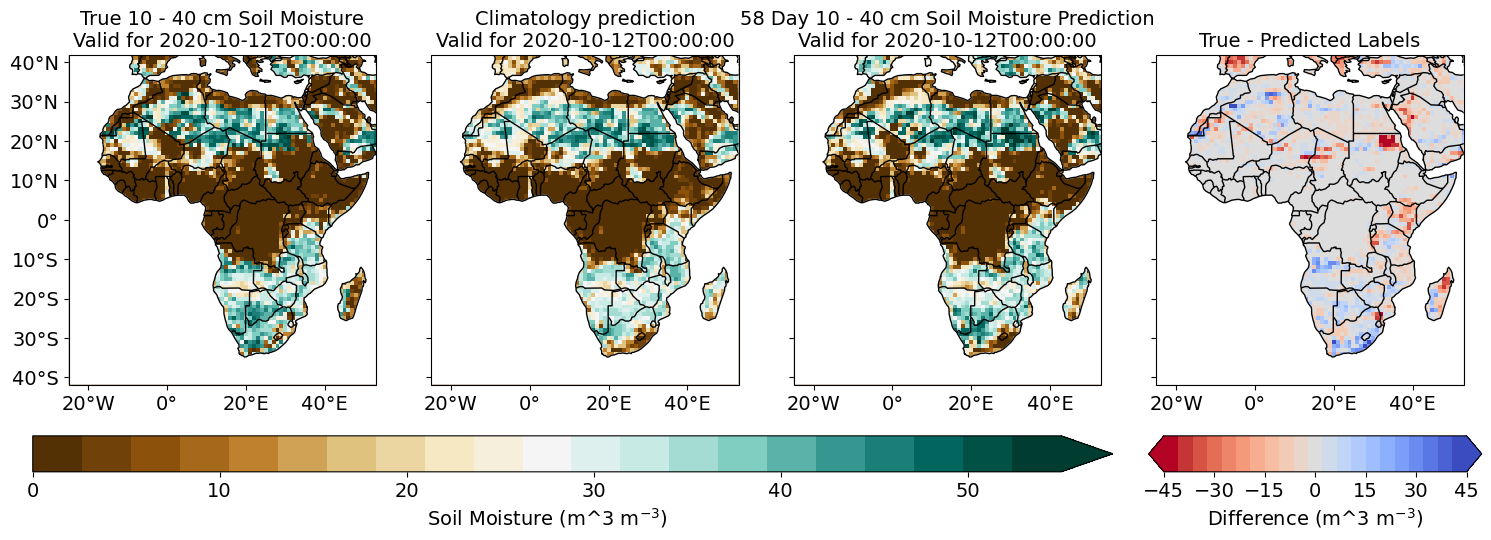 True 10 - 40 cm Soil Moisture
Valid for 2020-10-12T00:00:00
Climatology prediction
Valid for 2020-10-12T00:00:00
58 Day 10 - 40 cm Soil Moisture Prediction
Valid for 2020-10-12T00:00:00
True - Predicted Labels
40°N
30°N
20°N
10°N
0°
10°S
20°S
30°S
40°S
20°W 0° 20°E 40°E
20°W 0° 20°E 40°E
20°W 0° 20°E 40°E
20°W 0° 20°E 40°E
0 10 20 30 40 50
Soil Moisture (m^3 m⁻³)
−45 −30 −15 0 15 30 45
Difference (m^3 m⁻³)